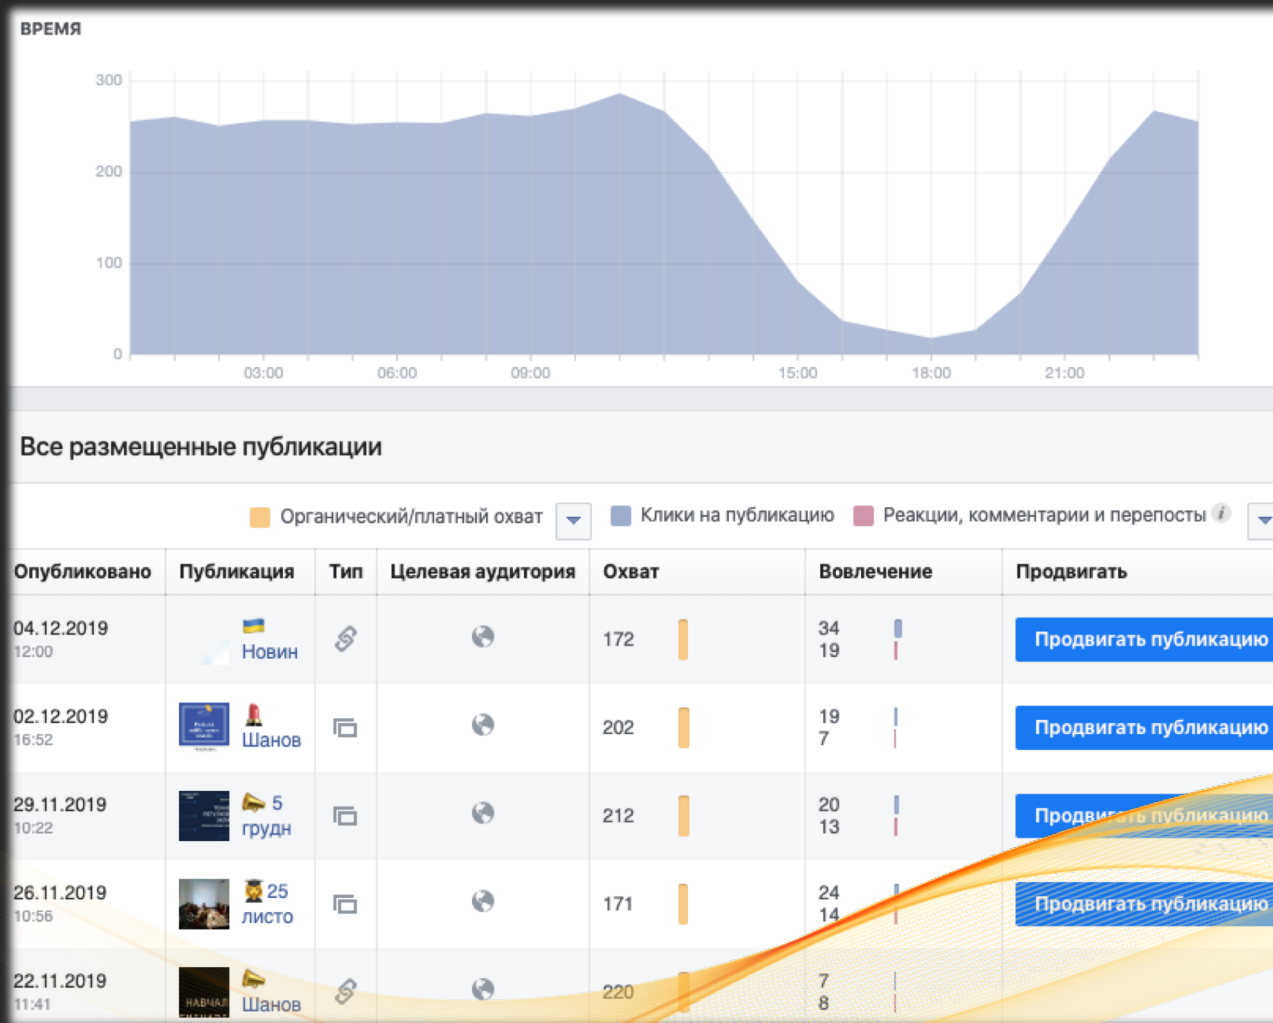 ВРЕМЯ
300
200
100
0
03:00 06:00 09:00 15:00 18:00 21:00
Все размещенные публикации
Органический/платный охват Клики на публикацию Реакции, комментарии и перепосты i
Опубликовано Публикация Тип Целевая аудитория Охват Вовлечение Продвигать
04.12.2019
12:00
Новин
172
34
19
Продвигать публикацию
02.12.2019
16:52
Шанов
202
19
7
Продвигать публикацию
29.11.2019
10:22
5
грудн
212
20
13
Продвигать публикацию
26.11.2019
10:56
25
листо
171
24
14
Продвигать публикацию
22.11.2019
11:41
НАВЧАЛ
Шанов
220
7
8